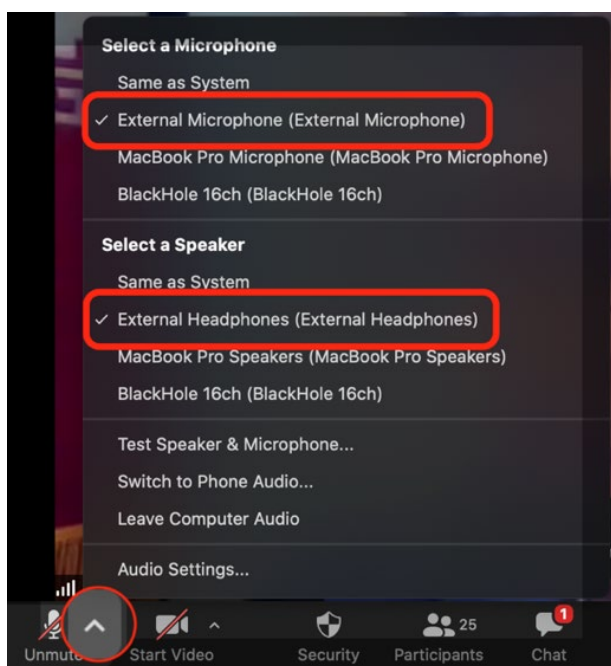 Select a Microphone
Same as System
✓ External Microphone (External Microphone)
MacBook Pro Microphone (MacBook Pro Microphone)
BlackHole 16ch (BlackHole 16ch)
Select a Speaker
Same as System
✓ External Headphones (External Headphones)
MacBook Pro Speakers (MacBook Pro Speakers)
BlackHole 16ch (BlackHole 16ch)
Test Speaker & Microphone...
Switch to Phone Audio...
Leave Computer Audio
Audio Settings...
25 1
Unmute Start Video Security Participants Chat